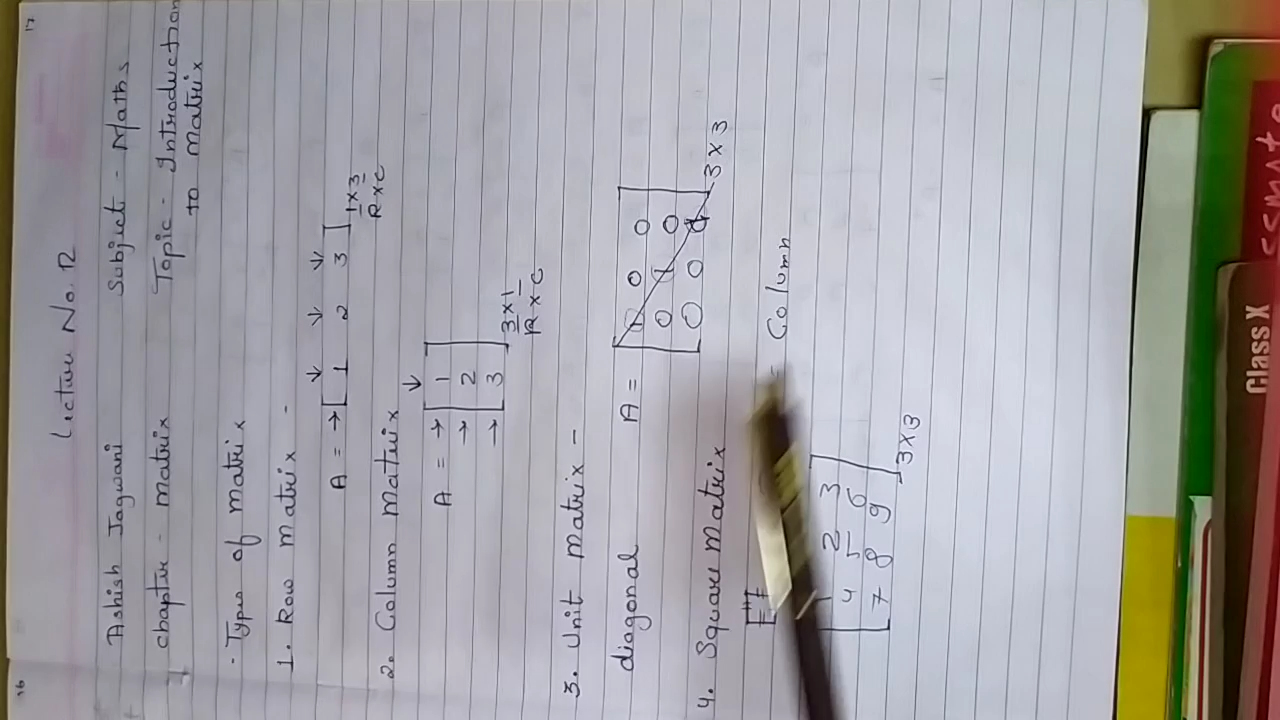 16
17
Lecture No. 12
Ashish Jagwani Subject - Maths
Chapter - matrix Topic - Introduction to matrix
· Types of matrix
1. Row matrix -
A = → [ 1 2 3 ] 1×3
R×C
2. Column Matrix
A = → [ 1
→ 2
→ 3 ] 3×1
R×C
3. Unit matrix -
diagonal A = [ 1 0 0
0 1 0
0 0 1 ] 3×3
4. Square Matrix
= Column
1 2 3
4 5 6
7 8 9 3×3
Class X